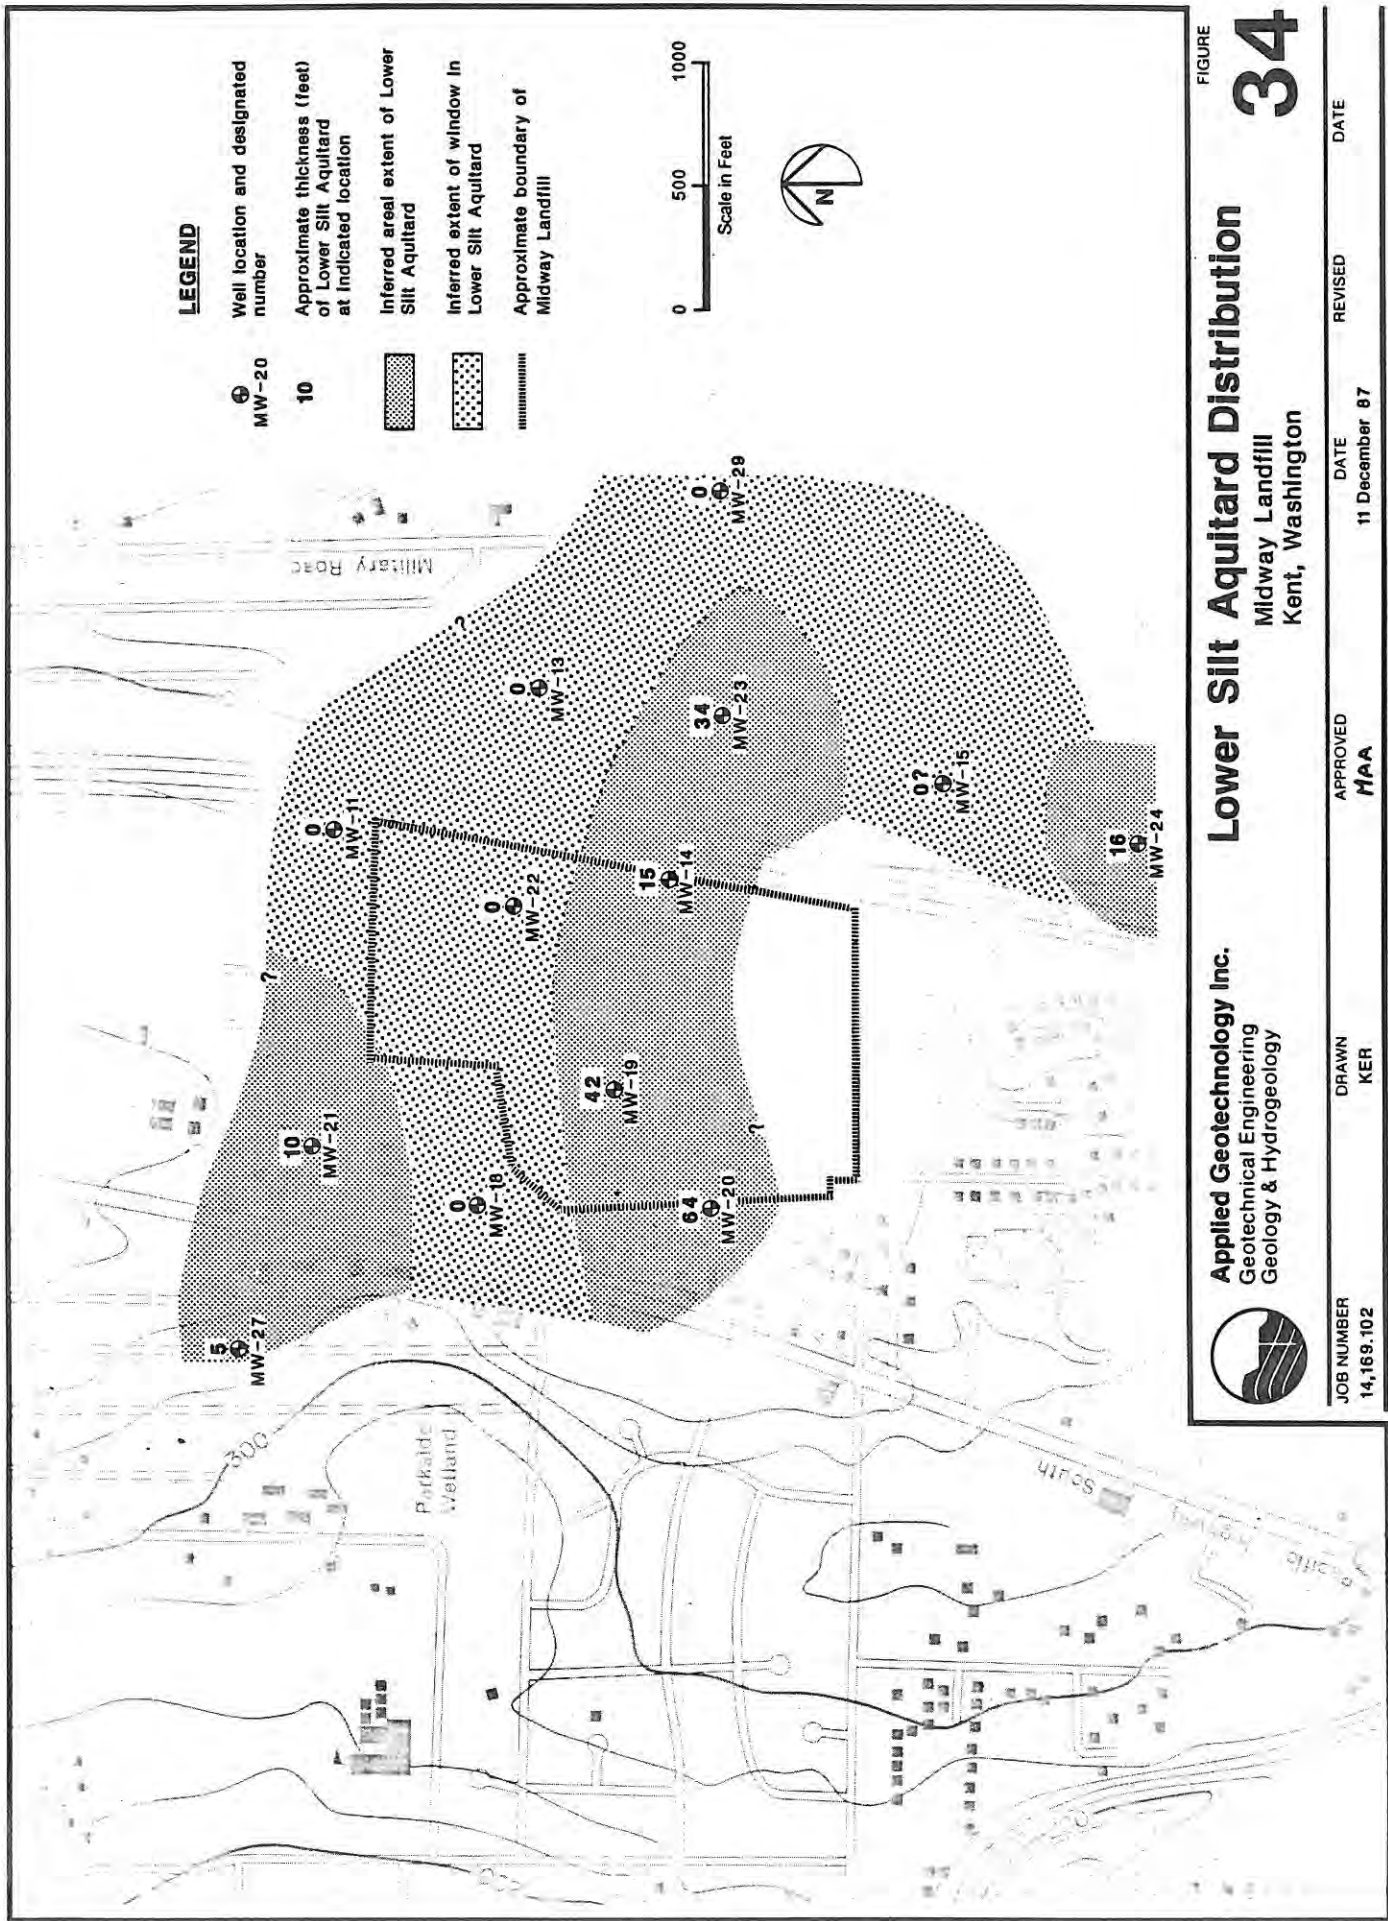 LEGEND
MW-20
Well location and designated
number
10
Approximate thickness (feet)
of Lower Silt Aquitard
at indicated location
Inferred areal extent of Lower
Silt Aquitard
Inferred extent of window in
Lower Silt Aquitard
Approximate boundary of
Midway Landfill
0 500 1000
Scale in Feet
N
5
MW-27
10
MW-21
0
MW-11
0
MW-18
0
MW-22
0
MW-13
42
MW-19
15
MW-14
64
MW-20
34
MW-23
0
MW-29
0?
MW-15
16
MW-24
?
?
?
Military Road
300
Parkside
Wetland
Pacific Highway South
Applied Geotechnology Inc.
Geotechnical Engineering
Geology & Hydrogeology
Lower Silt Aquitard Distribution
Midway Landfill
Kent, Washington
FIGURE
34
JOB NUMBER
14,169.102
DRAWN
KER
APPROVED
MAA
DATE
11 December 87
REVISED
DATE